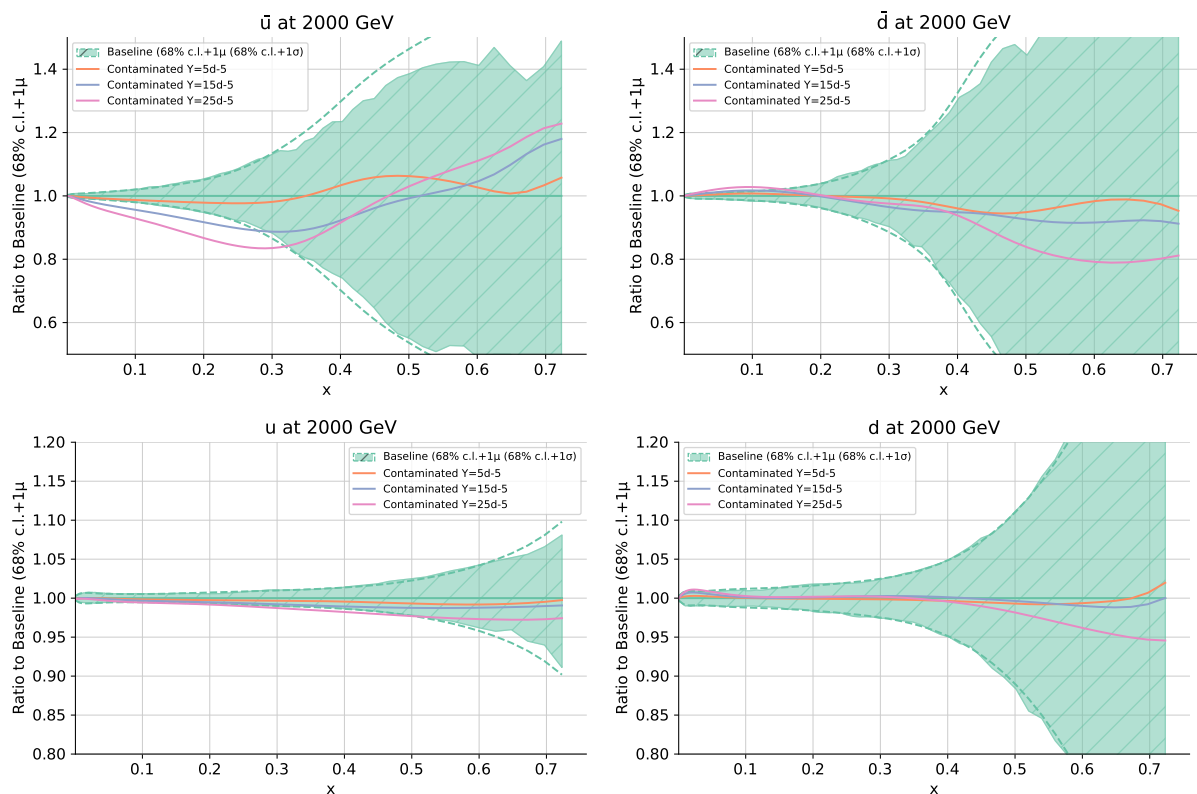 ū at 2000 GeV
Ratio to Baseline (68% c.l.+1μ
1.4
1.2
1.0
0.8
0.6
Baseline (68% c.l.+1μ (68% c.l.+1σ)
Contaminated Y=5d-5
Contaminated Y=15d-5
Contaminated Y=25d-5
0.1 0.2 0.3 0.4 0.5 0.6 0.7
x
d̄ at 2000 GeV
Ratio to Baseline (68% c.l.+1μ
1.4
1.2
1.0
0.8
0.6
Baseline (68% c.l.+1μ (68% c.l.+1σ)
Contaminated Y=5d-5
Contaminated Y=15d-5
Contaminated Y=25d-5
0.1 0.2 0.3 0.4 0.5 0.6 0.7
x
u at 2000 GeV
Ratio to Baseline (68% c.l.+1μ
1.20
1.15
1.10
1.05
1.00
0.95
0.90
0.85
0.80
Baseline (68% c.l.+1μ (68% c.l.+1σ)
Contaminated Y=5d-5
Contaminated Y=15d-5
Contaminated Y=25d-5
0.1 0.2 0.3 0.4 0.5 0.6 0.7
x
d at 2000 GeV
Ratio to Baseline (68% c.l.+1μ
1.20
1.15
1.10
1.05
1.00
0.95
0.90
0.85
0.80
Baseline (68% c.l.+1μ (68% c.l.+1σ)
Contaminated Y=5d-5
Contaminated Y=15d-5
Contaminated Y=25d-5
0.1 0.2 0.3 0.4 0.5 0.6 0.7
x